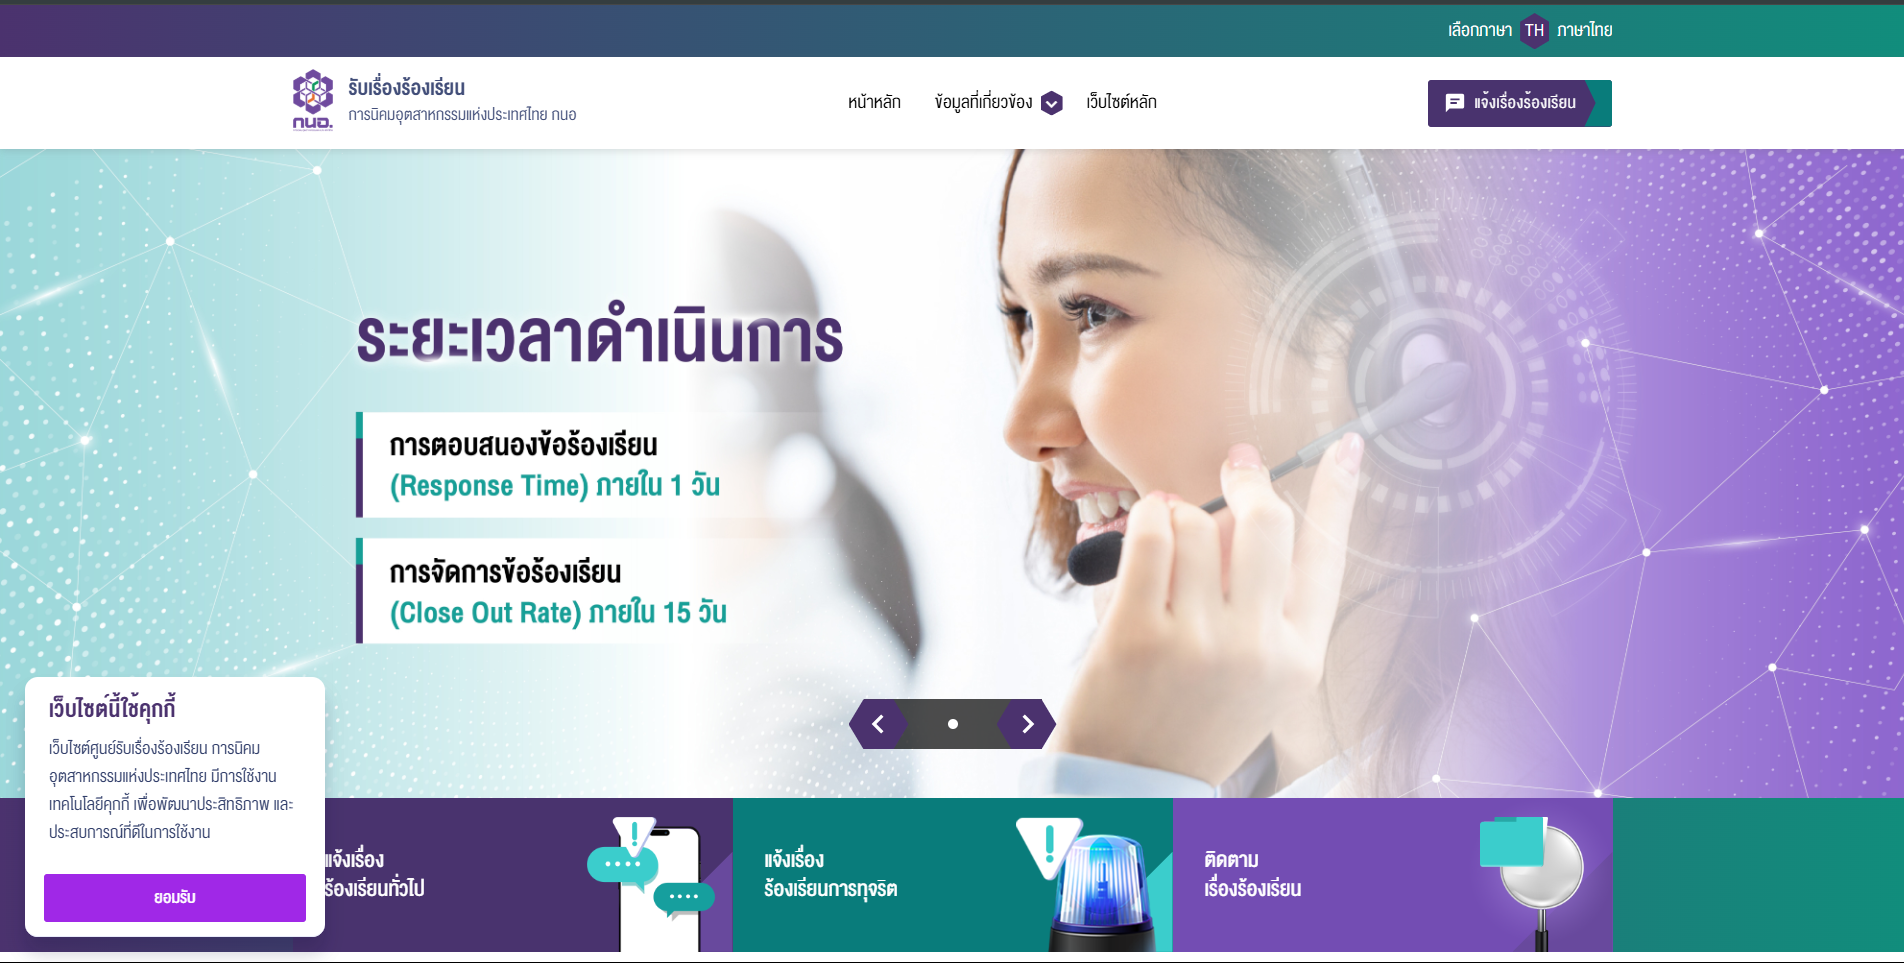 เลือกภาษา TH ภาษาไทย
กนอ.
รับเรื่องร้องเรียน
การนิคมอุตสาหกรรมแห่งประเทศไทย กนอ
หน้าหลัก ข้อมูลที่เกี่ยวข้อง เว็บไซต์หลัก
แจ้งเรื่องร้องเรียน
ระยะเวลาดำเนินการ
การตอบสนองข้อร้องเรียน
(Response Time) ภายใน 1 วัน
การจัดการข้อร้องเรียน
(Close Out Rate) ภายใน 15 วัน
เว็บไซต์นี้ใช้คุกกี้
เว็บไซต์ศูนย์รับเรื่องร้องเรียน การนิคม
อุตสาหกรรมแห่งประเทศไทย มีการใช้งาน
เทคโนโลยีคุกกี้ เพื่อพัฒนาประสิทธิภาพ และ
ประสบการณ์ที่ดีในการใช้งาน
ยอมรับ
แจ้งเรื่อง
ร้องเรียนทั่วไป
แจ้งเรื่อง
ร้องเรียนการทุจริต
ติดตาม
เรื่องร้องเรียน